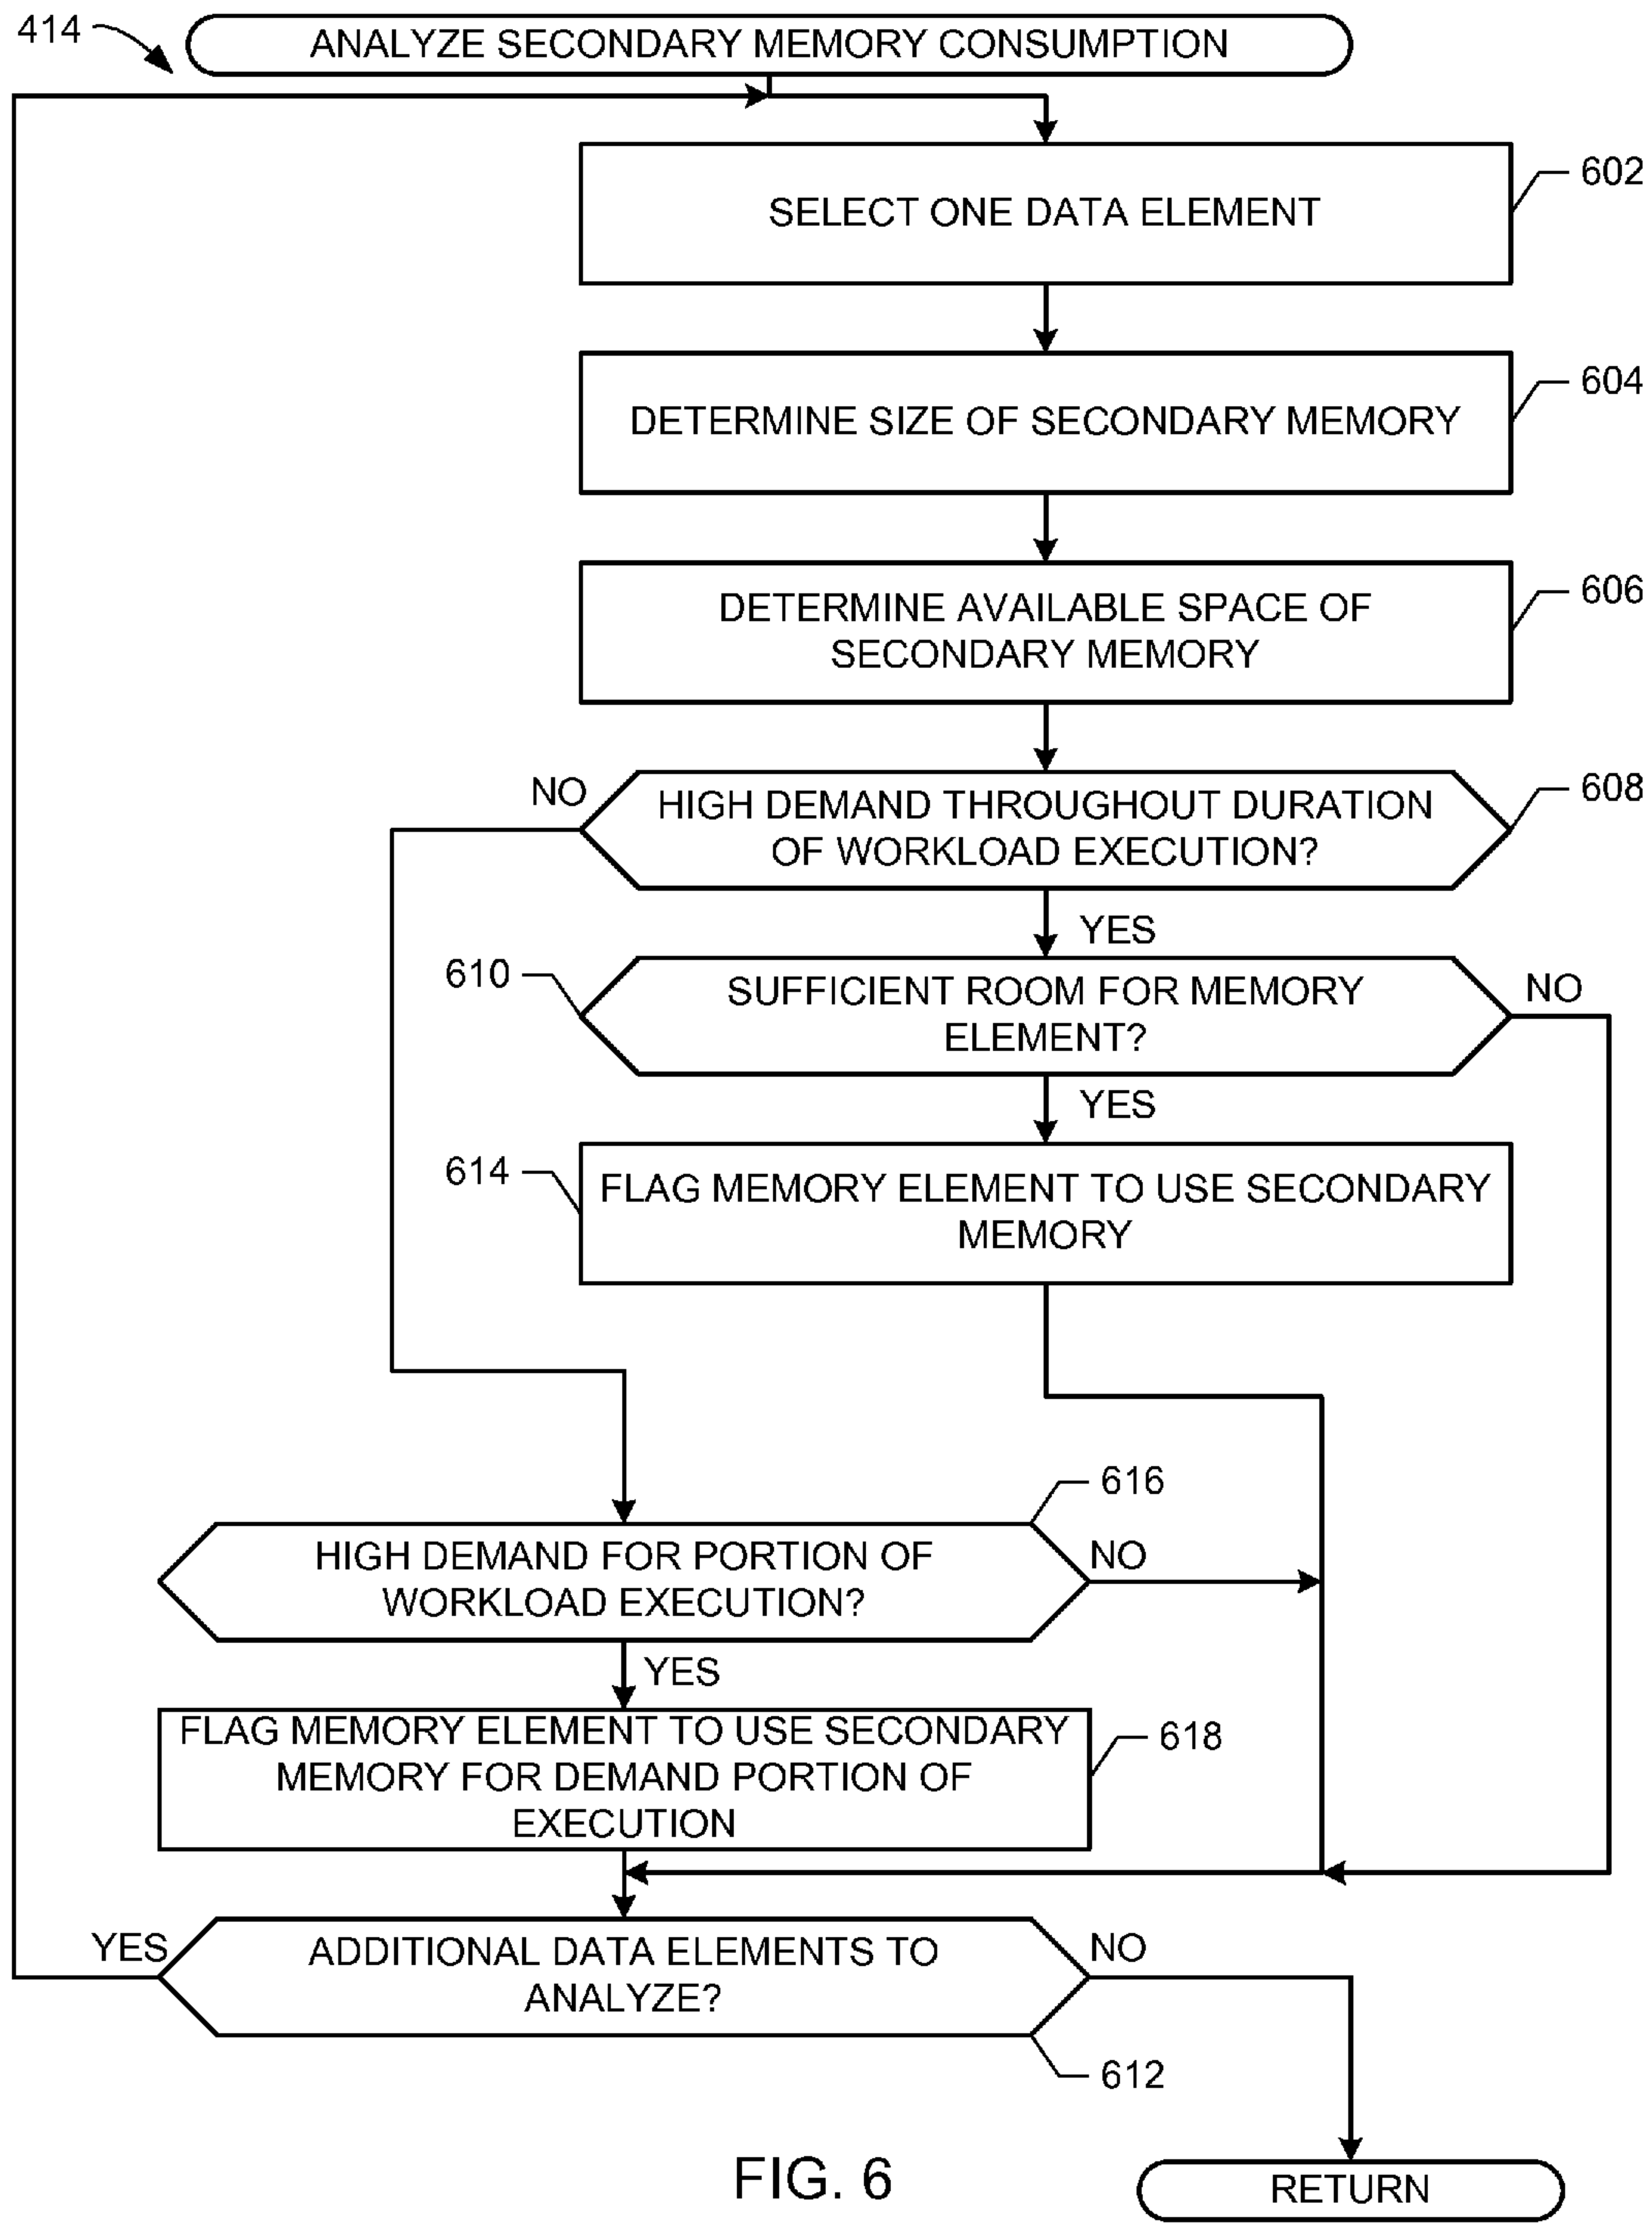 414
ANALYZE SECONDARY MEMORY CONSUMPTION
602
SELECT ONE DATA ELEMENT
604
DETERMINE SIZE OF SECONDARY MEMORY
606
DETERMINE AVAILABLE SPACE OF
SECONDARY MEMORY
608
NO
HIGH DEMAND THROUGHOUT DURATION
OF WORKLOAD EXECUTION?
YES
610
SUFFICIENT ROOM FOR MEMORY
ELEMENT?
NO
YES
614
FLAG MEMORY ELEMENT TO USE SECONDARY
MEMORY
616
HIGH DEMAND FOR PORTION OF
WORKLOAD EXECUTION?
NO
YES
618
FLAG MEMORY ELEMENT TO USE SECONDARY
MEMORY FOR DEMAND PORTION OF
EXECUTION
YES
ADDITIONAL DATA ELEMENTS TO
ANALYZE?
NO
612
FIG. 6
RETURN